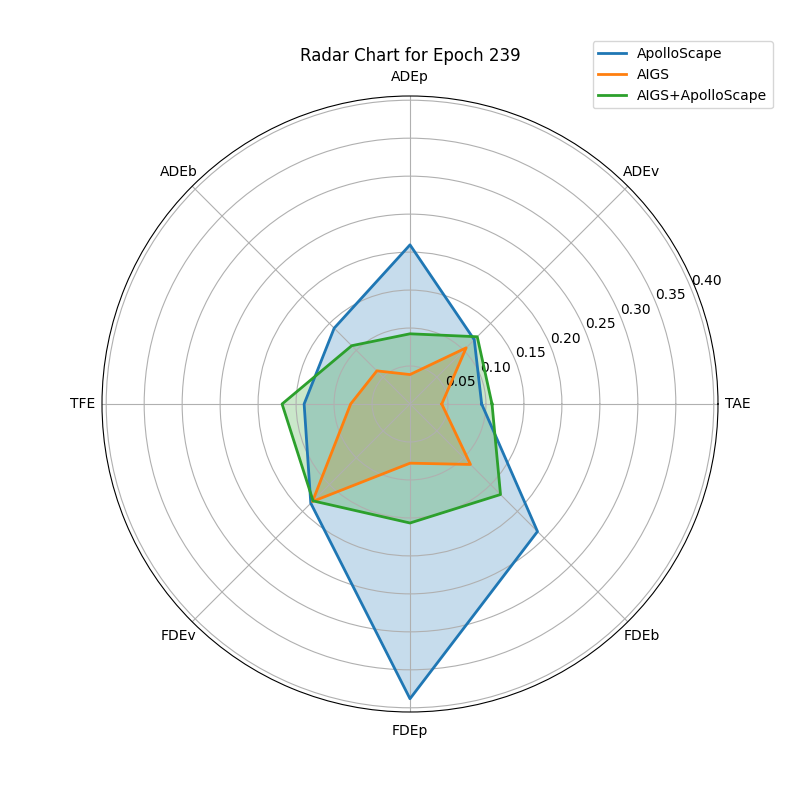 Radar Chart for Epoch 239
ApolloScape
AIGS
AIGS+ApolloScape
ADEp
ADEb
ADEv
0.40
0.35
0.30
0.25
0.20
0.15
0.10
0.05
TFE
TAE
FDEv
FDEb
FDEp